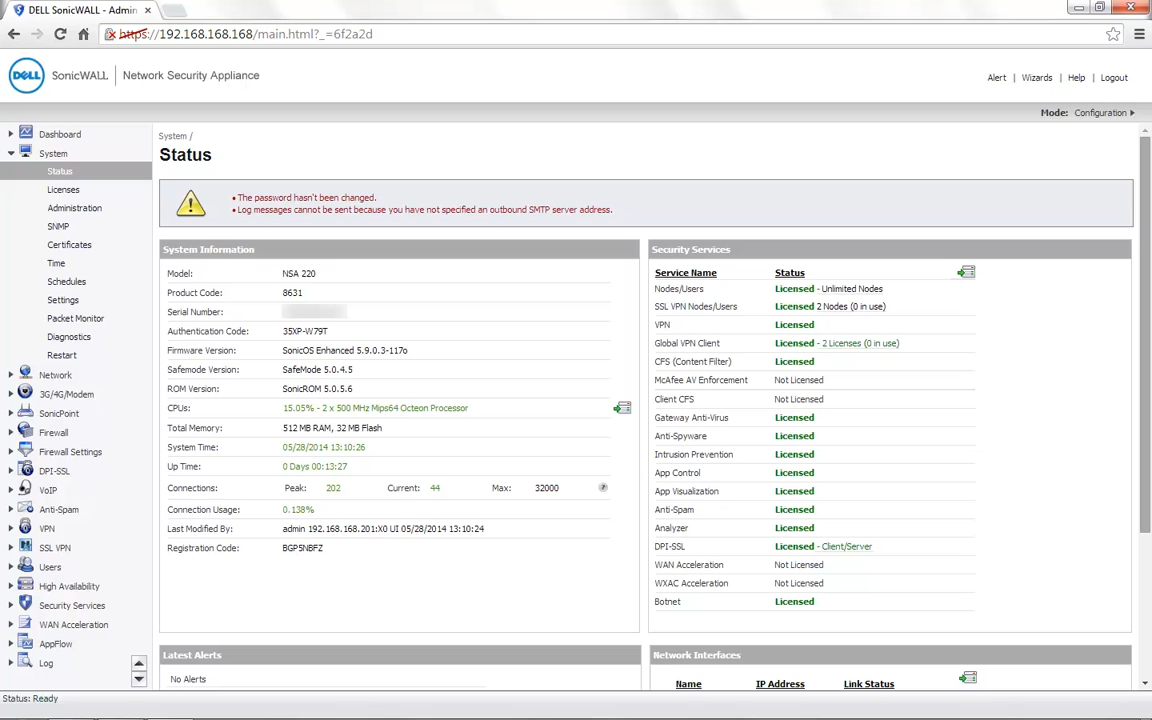 DELL SonicWALL - Admin
https://192.168.168.168/main.html?_=6f2a2d
DELL SonicWALL | Network Security Appliance
Alert | Wizards | Help | Logout
Mode: Configuration
Dashboard
System
Status
Licenses
Administration
SNMP
Certificates
Time
Schedules
Settings
Packet Monitor
Diagnostics
Restart
Network
3G/4G/Modem
SonicPoint
Firewall
Firewall Settings
DPI-SSL
VoIP
Anti-Spam
VPN
SSL VPN
Users
High Availability
Security Services
WAN Acceleration
AppFlow
Log
System /
Status
The password hasn't been changed.
Log messages cannot be sent because you have not specified an outbound SMTP server address.
System Information
Model: NSA 220
Product Code: 8631
Serial Number:
Authentication Code: 35XP-W79T
Firmware Version: SonicOS Enhanced 5.9.0.3-117o
Safemode Version: SafeMode 5.0.4.5
ROM Version: SonicROM 5.0.5.6
CPUs: 15.05% - 2 x 500 MHz Mips64 Octeon Processor
Total Memory: 512 MB RAM, 32 MB Flash
System Time: 05/28/2014 13:10:26
Up Time: 0 Days 00:13:27
Connections: Peak: 202 Current: 44 Max: 32000
Connection Usage: 0.138%
Last Modified By: admin 192.168.168.201:X0 UI 05/28/2014 13:10:24
Registration Code: BGP5NBFZ
Security Services
Service Name Status
Nodes/Users Licensed - Unlimited Nodes
SSL VPN Nodes/Users Licensed 2 Nodes (0 in use)
VPN Licensed
Global VPN Client Licensed - 2 Licenses (0 in use)
CFS (Content Filter) Licensed
McAfee AV Enforcement Not Licensed
Client CFS Not Licensed
Gateway Anti-Virus Licensed
Anti-Spyware Licensed
Intrusion Prevention Licensed
App Control Licensed
App Visualization Licensed
Anti-Spam Licensed
Analyzer Licensed
DPI-SSL Licensed - Client/Server
WAN Acceleration Not Licensed
WXAC Acceleration Not Licensed
Botnet Licensed
Latest Alerts
No Alerts
Network Interfaces
Name IP Address Link Status
Status: Ready